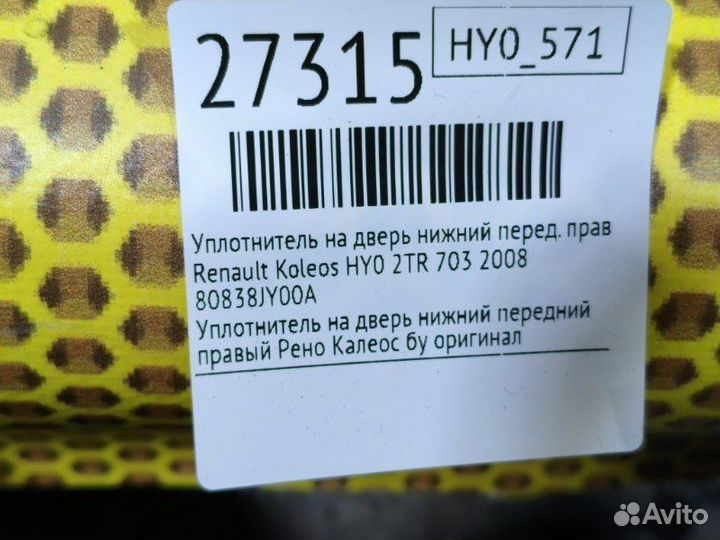 27315
HY0_571
Уплотнитель на дверь нижний перед. прав
Renault Koleos HY0 2TR 703 2008
80838JY00A
Уплотнитель на дверь нижний передний
правый Рено Калеос бу оригинал
Avito